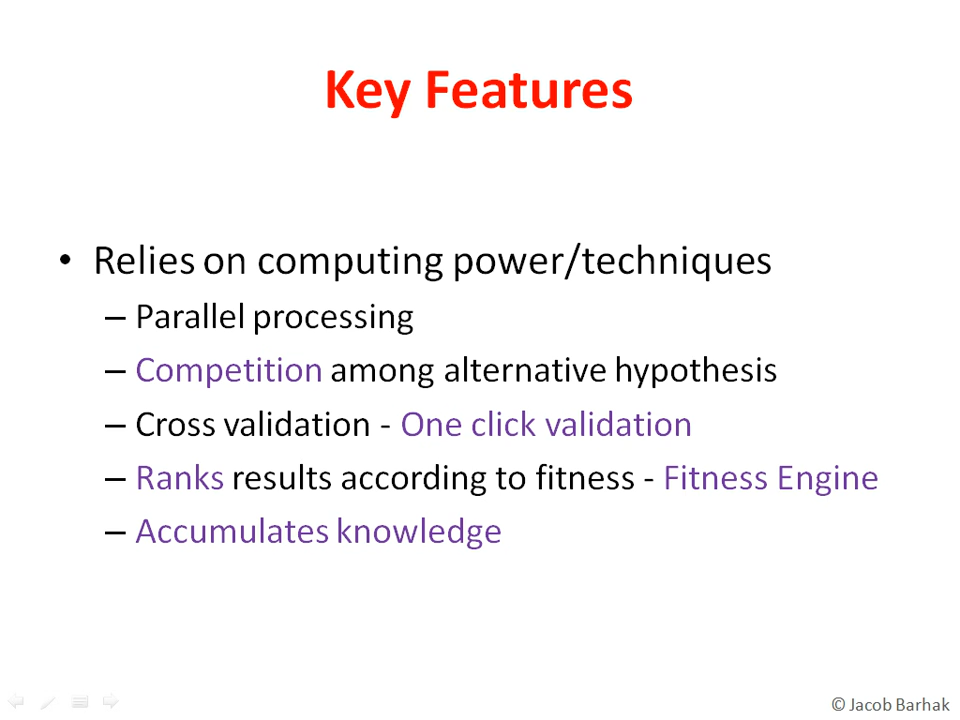 Key Features
• Relies on computing power/techniques
– Parallel processing
– Competition among alternative hypothesis
– Cross validation - One click validation
– Ranks results according to fitness - Fitness Engine
– Accumulates knowledge
© Jacob Barhak